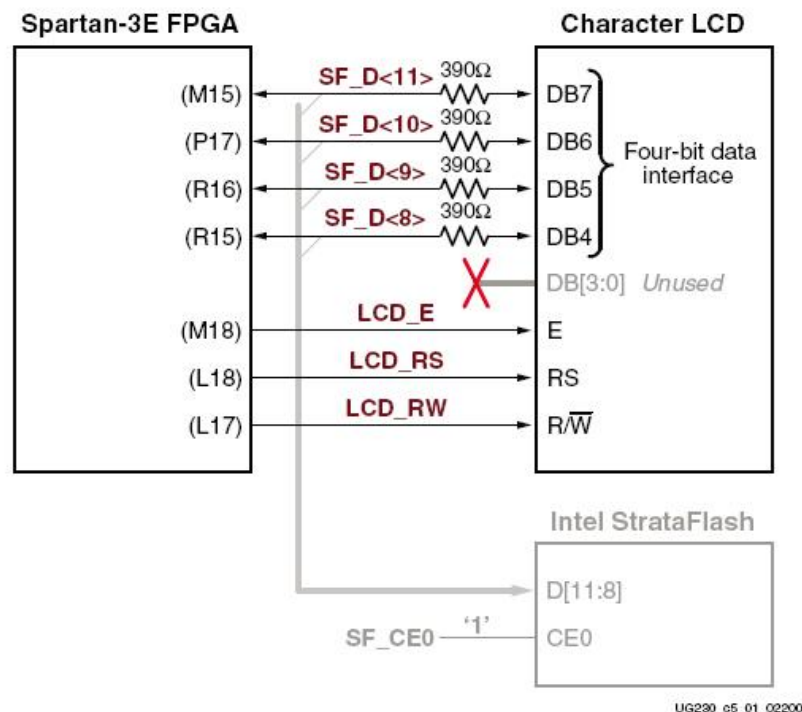 Spartan-3E FPGA
Character LCD
(M15) SF_D<11> 390Ω DB7
(P17) SF_D<10> 390Ω DB6
(R16) SF_D<9> 390Ω DB5
(R15) SF_D<8> 390Ω DB4
Four-bit data
interface
DB[3:0] Unused
(M18) LCD_E E
(L18) LCD_RS RS
(L17) LCD_RW R/W̅
Intel StrataFlash
D[11:8]
SF_CE0 ‘1’ CE0
UG230_c5_01_02200